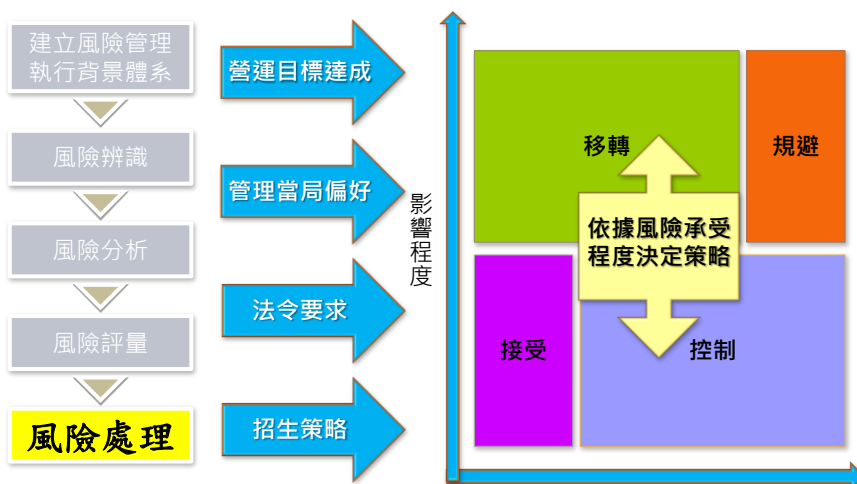 建立風險管理
執行背景體系
風險辨識
風險分析
風險評量
風險處理
營運目標達成
管理當局偏好
法令要求
招生策略
影響程度
移轉
規避
依據風險承受
程度決定策略
接受
控制